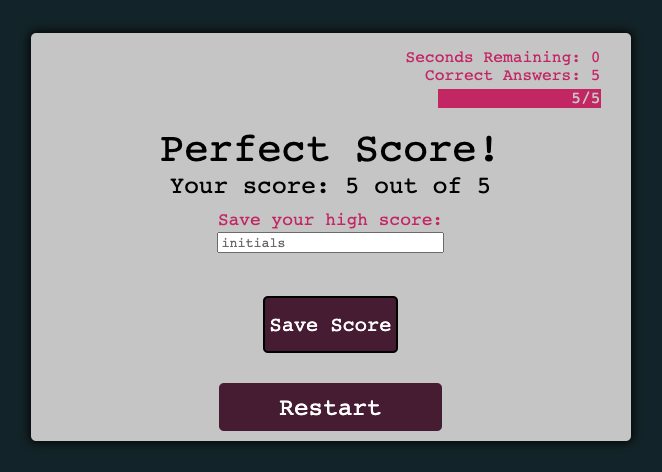 Seconds Remaining: 0
Correct Answers: 5
5/5
Perfect Score!
Your score: 5 out of 5
Save your high score:
initials
Save Score
Restart